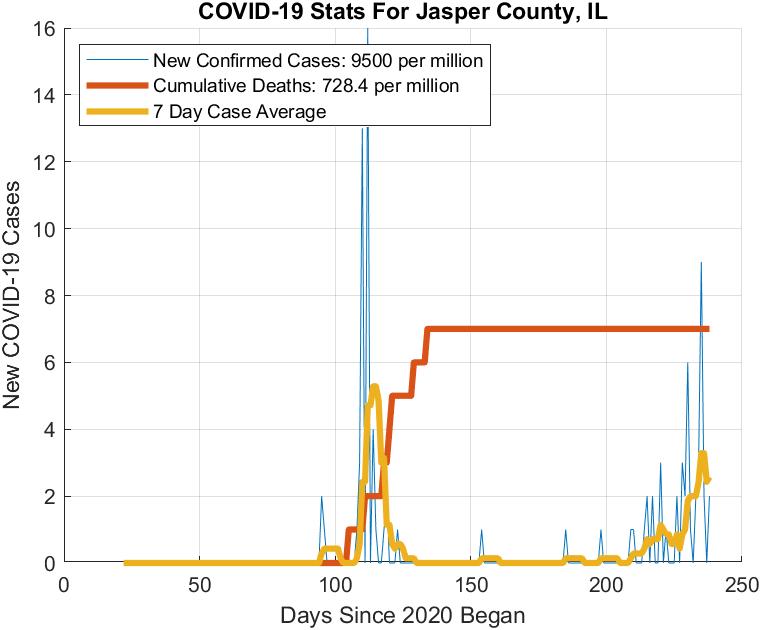 COVID-19 Stats For Jasper County, IL
New Confirmed Cases: 9500 per million
Cumulative Deaths: 728.4 per million
7 Day Case Average
New COVID-19 Cases
16
14
12
10
8
6
4
2
0
0 50 100 150 200 250
Days Since 2020 Began